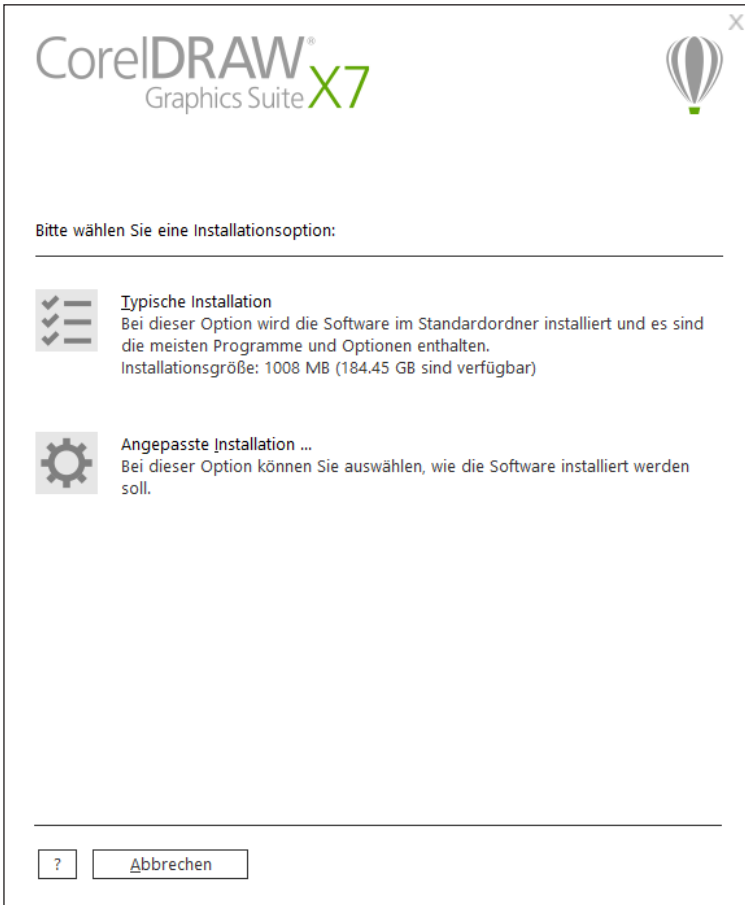 X
CorelDRAW®
Graphics Suite X7
Bitte wählen Sie eine Installationsoption:
Typische Installation
Bei dieser Option wird die Software im Standardordner installiert und es sind
die meisten Programme und Optionen enthalten.
Installationsgröße: 1008 MB (184.45 GB sind verfügbar)
Angepasste Installation ...
Bei dieser Option können Sie auswählen, wie die Software installiert werden
soll.
? Abbrechen